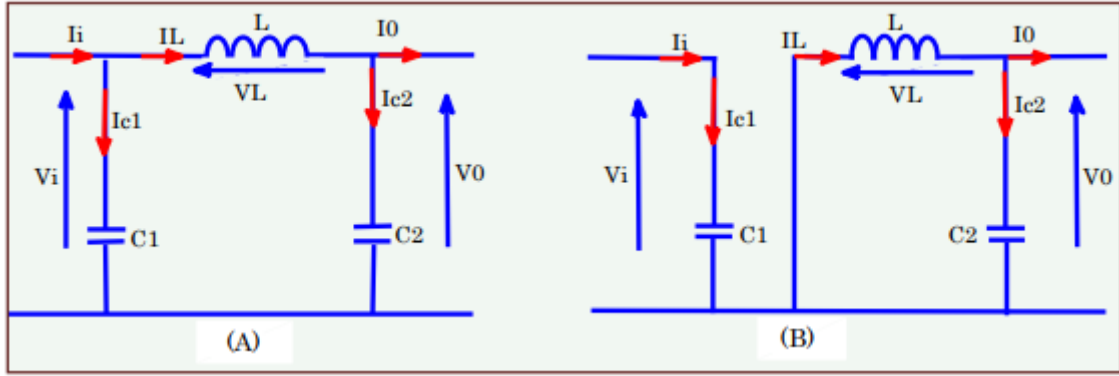 Ii IL L I0
VL
Ic1 Ic2
Vi V0
C1 C2
(A)
Ii IL L I0
VL
Ic1 Ic2
Vi V0
C1 C2
(B)